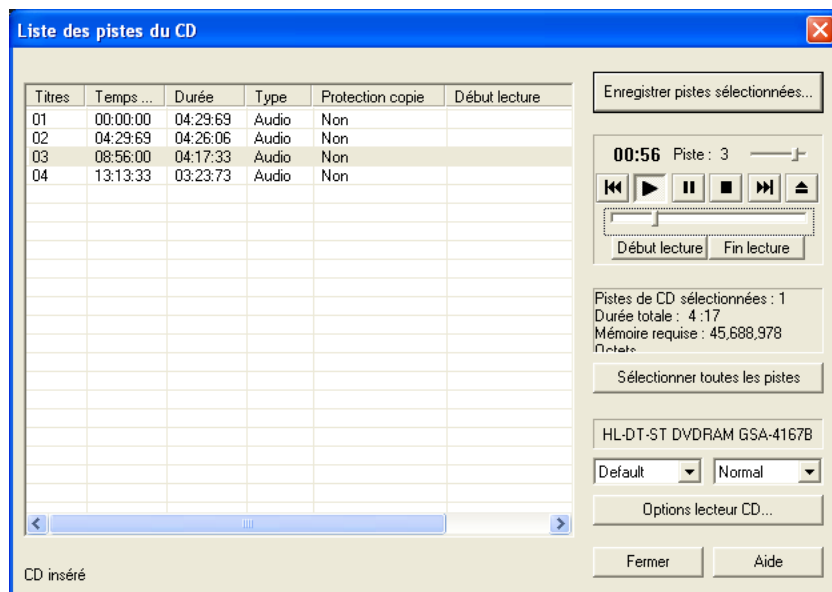 Liste des pistes du CD
Titres Temps ... Durée Type Protection copie Début lecture
01 00:00:00 04:29:69 Audio Non
02 04:29:69 04:26:06 Audio Non
03 08:56:00 04:17:33 Audio Non
04 13:13:33 03:23:73 Audio Non
Enregistrer pistes sélectionnées...
00:56 Piste : 3
Début lecture Fin lecture
Pistes de CD sélectionnées : 1
Durée totale : 4 :17
Mémoire requise : 45,688,978
Octets
Sélectionner toutes les pistes
HL-DT-ST DVDRAM GSA-4167B
Default Normal
Options lecteur CD...
Fermer Aide
CD inséré